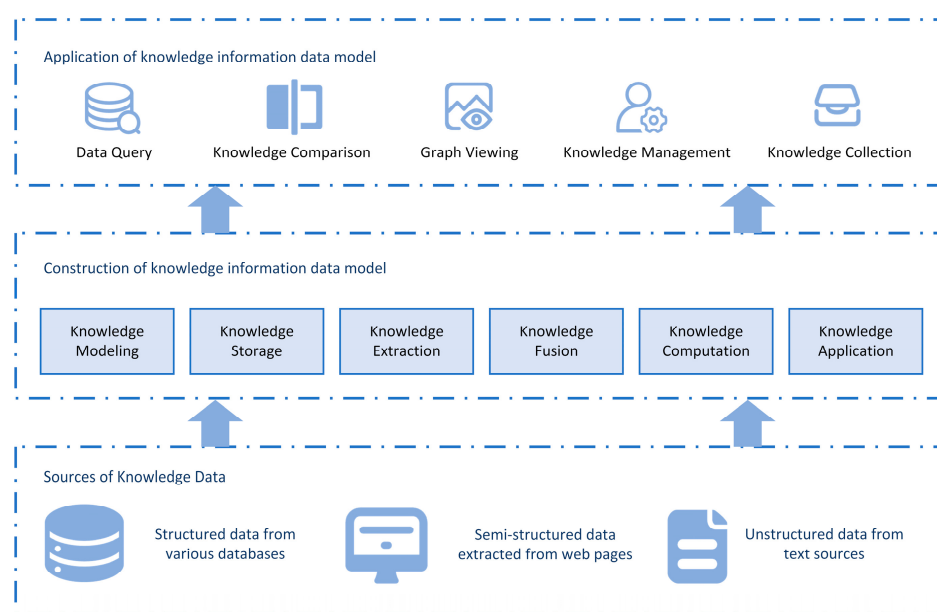 Application of knowledge information data model
Data Query
Knowledge Comparison
Graph Viewing
Knowledge Management
Knowledge Collection
Construction of knowledge information data model
Knowledge
Modeling
Knowledge
Storage
Knowledge
Extraction
Knowledge
Fusion
Knowledge
Computation
Knowledge
Application
Sources of Knowledge Data
Structured data from
various databases
Semi-structured data
extracted from web pages
Unstructured data from
text sources